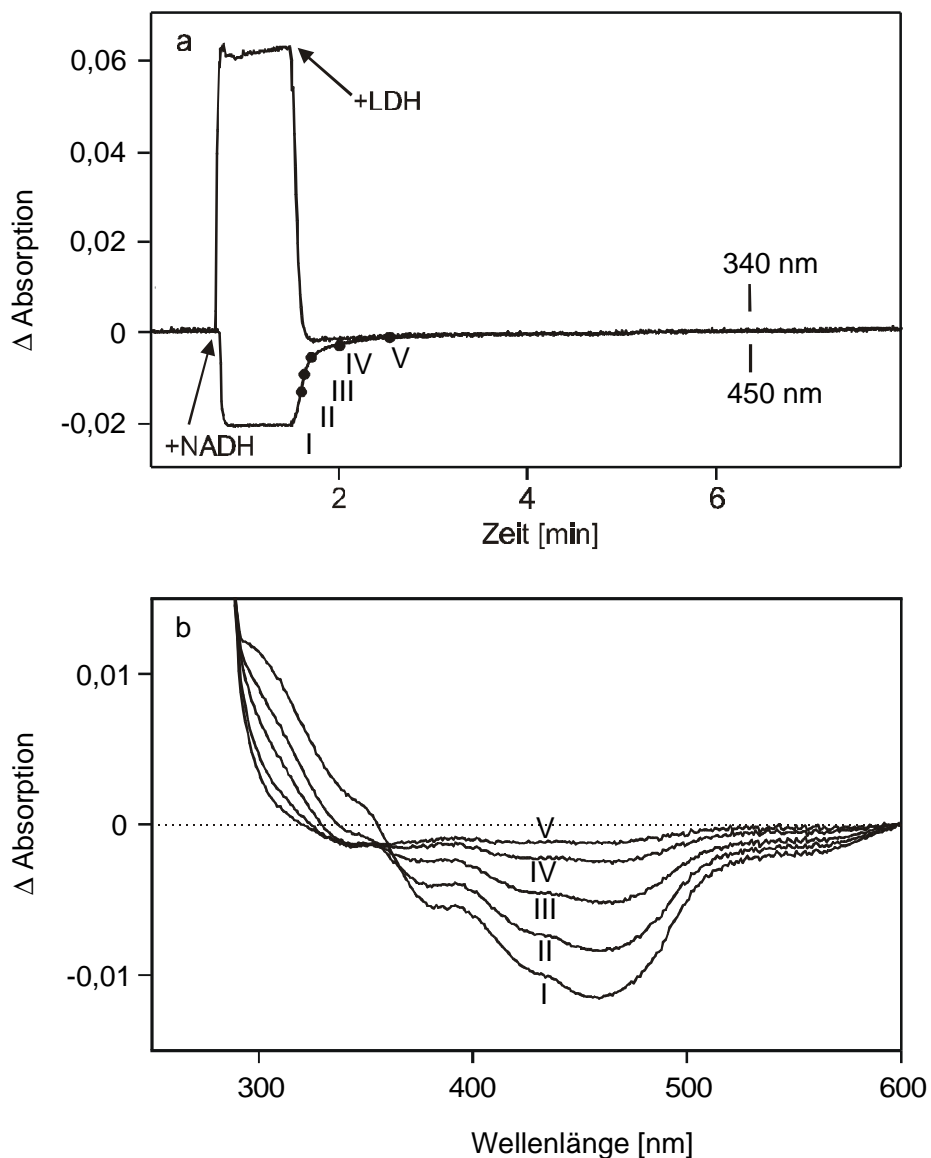 a
0,06
+LDH
0,04
0,02
340 nm
0
IV
V
III
450 nm
II
-0,02
+NADH
I
2
4
6
Zeit [min]
Δ Absorption
b
0,01
0
V
IV
III
II
-0,01
I
300
400
500
600
Wellenlänge [nm]
Δ Absorption